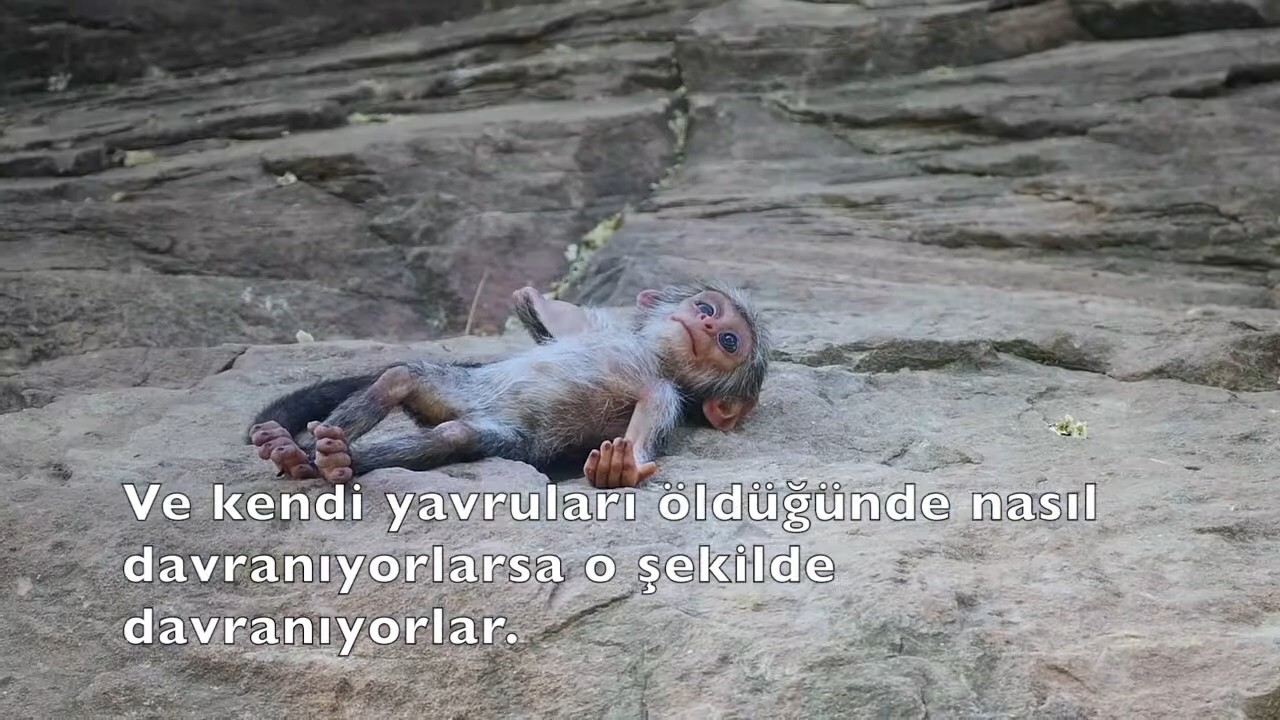 Ve kendi yavruları öldüğünde nasıl
davranıyorlarsa o şekilde
davranıyorlar.